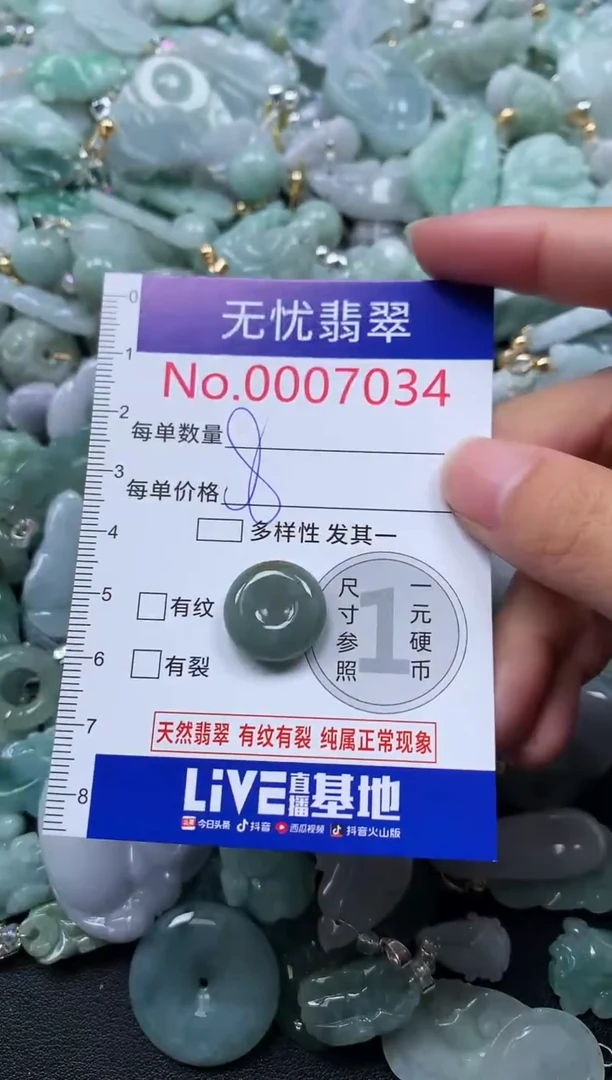 0
无忧翡翠
1
No.0007034
2
每单数量 8
3
每单价格
4
多样性 发其一
5
有纹
尺寸参照
1
一元硬币
6
有裂
7
天然翡翠 有纹有裂 纯属正常现象
8
LiVE直播基地
今日头条 抖音 西瓜视频 抖音火山版